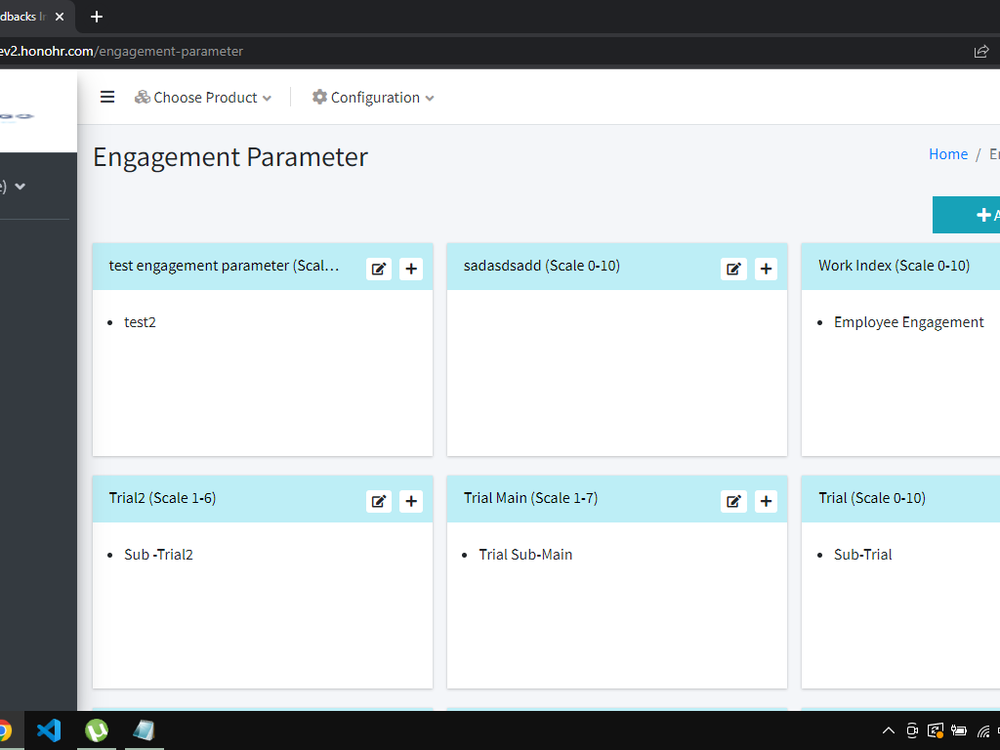 dbacks
ev2.honohr.com/engagement-parameter
Choose Product
Configuration
Engagement Parameter
Home /
test engagement parameter (Scal...
sadasdsadd (Scale 0-10)
Work Index (Scale 0-10)
test2
Employee Engagement
Trial2 (Scale 1-6)
Trial Main (Scale 1-7)
Trial (Scale 0-10)
Sub -Trial2
Trial Sub-Main
Sub-Trial